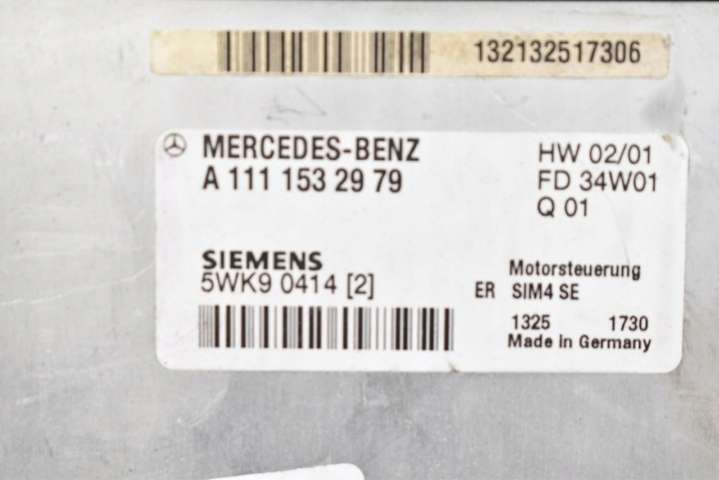 132132517306
MERCEDES-BENZ
A 111 153 29 79
HW 02/01
FD 34W01
Q 01
SIEMENS
5WK9 0414 [2]
Motorsteuerung
ER SIM4 SE
1325 1730
Made in Germany